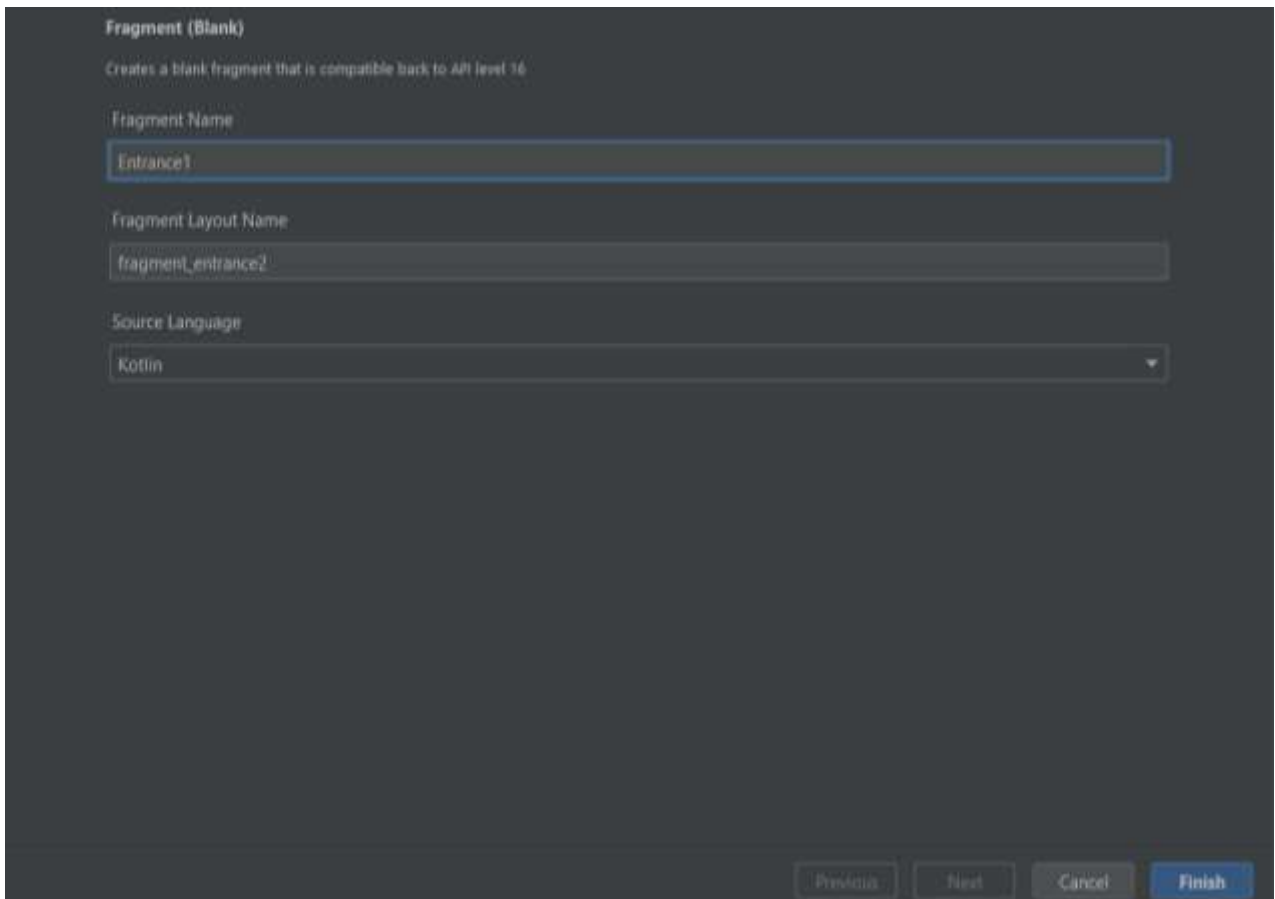 Fragment (Blank)
Creates a blank fragment that is compatible back to API level 16
Fragment Name
Entrance1
Fragment Layout Name
fragment_entrance2
Source Language
Kotlin
Previous Next Cancel Finish